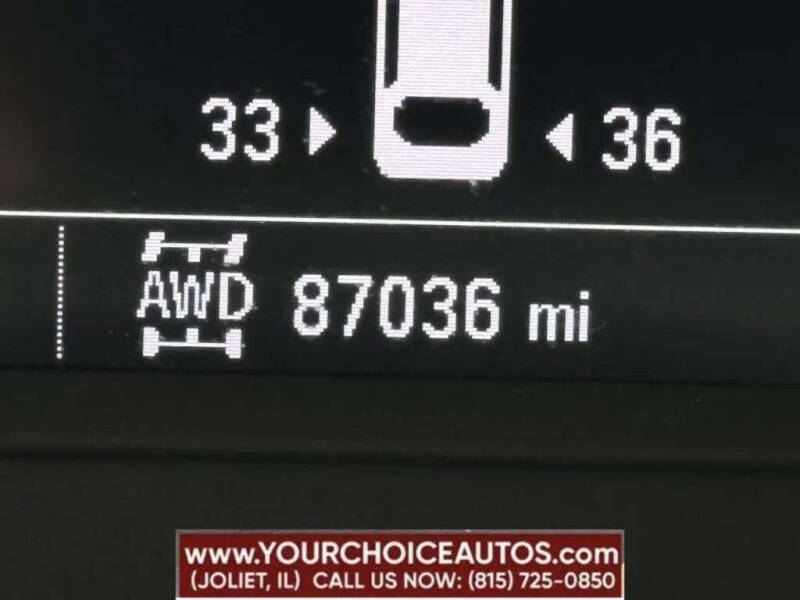 33 36
AWD 87036 mi
www.YOURCHOICEAUTOS.com
(JOLIET, IL) CALL US NOW: (815) 725-0850